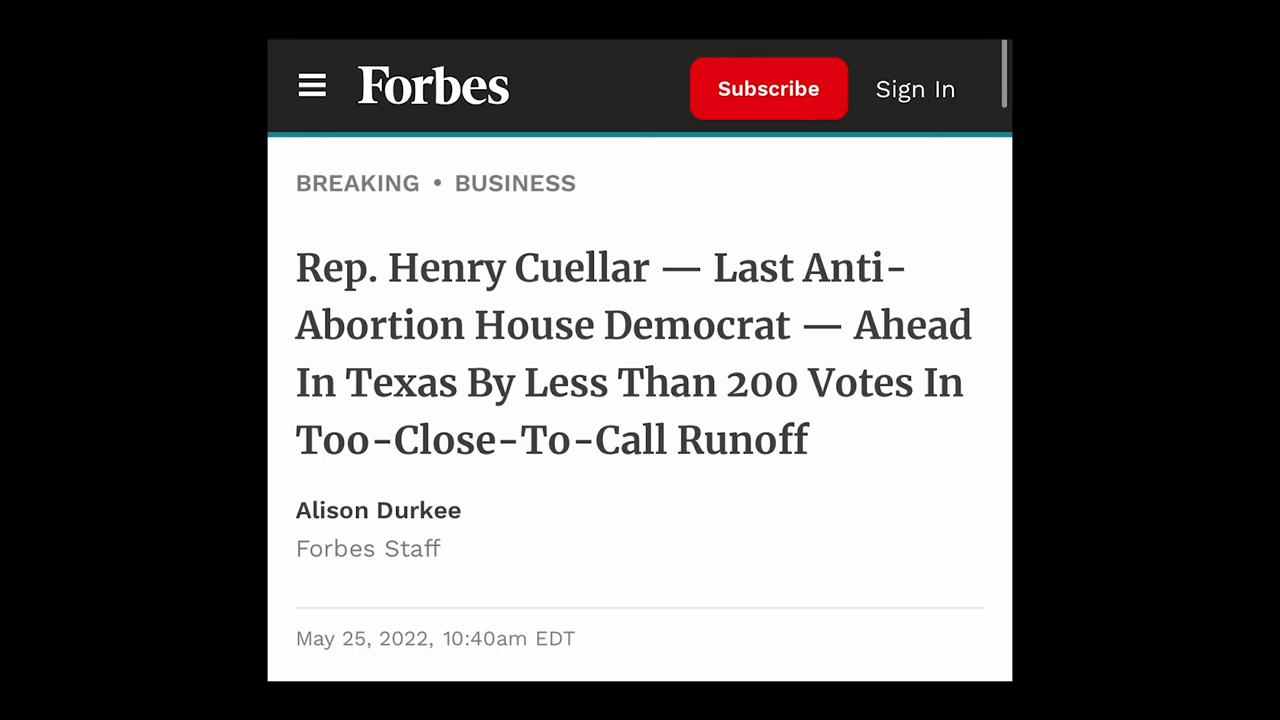 Forbes
Subscribe
Sign In
BREAKING • BUSINESS
Rep. Henry Cuellar — Last Anti-
Abortion House Democrat — Ahead
In Texas By Less Than 200 Votes In
Too-Close-To-Call Runoff
Alison Durkee
Forbes Staff
May 25, 2022, 10:40am EDT